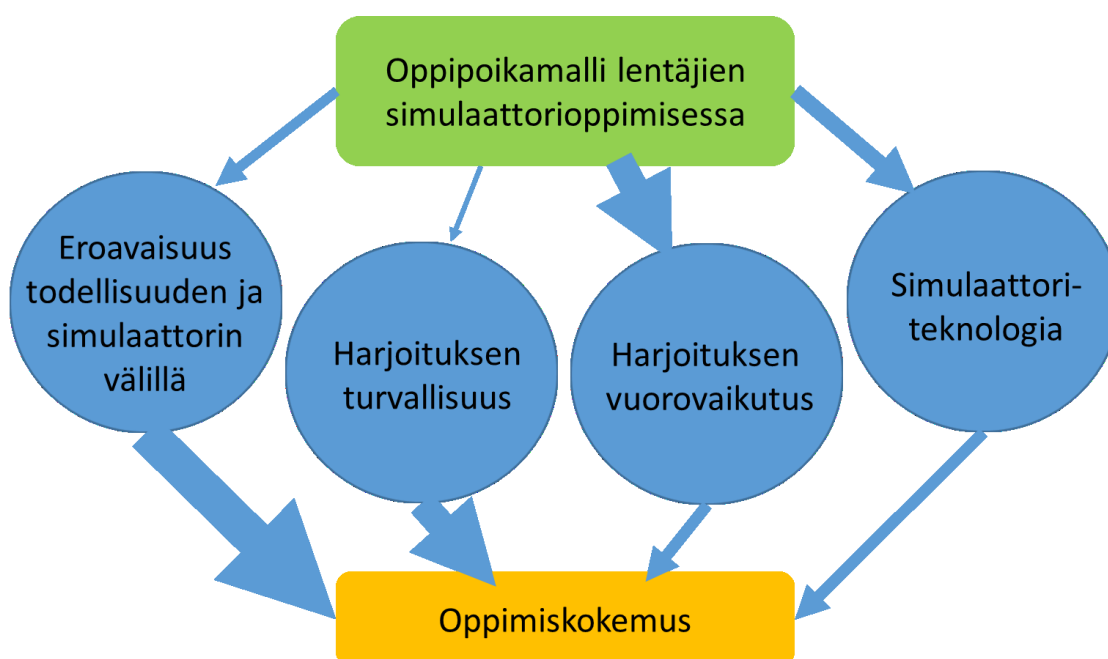 Oppipoikamalli lentäjien
simulaattorioppimisessa
Eroavaisuus
todellisuuden ja
simulaattorin
välillä
Harjoituksen
turvallisuus
Harjoituksen
vuorovaikutus
Simulaattori-
teknologia
Oppimiskokemus